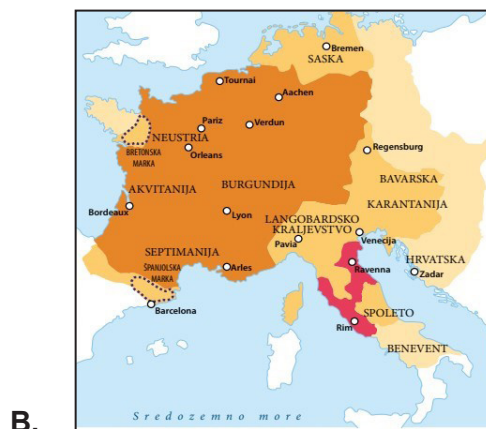 Bremen
SASKA
Tournai
Aachen
Pariz
Verdun
NEUSTRIA
BRETONSKA
MARKA
Orleans
Regensburg
BAVARSKA
AKVITANIJA
BURGUNDIJA
KARANTANIJA
Bordeaux
Lyon
LANGOBARDSKO
KRALJEVSTVO
Pavia
Venecija
SEPTIMANIJA
HRVATSKA
ŠPANJOLSKA
MARKA
Arles
Ravenna
Zadar
Barcelona
SPOLETO
Rim
BENEVENT
Sredozemno more
B.